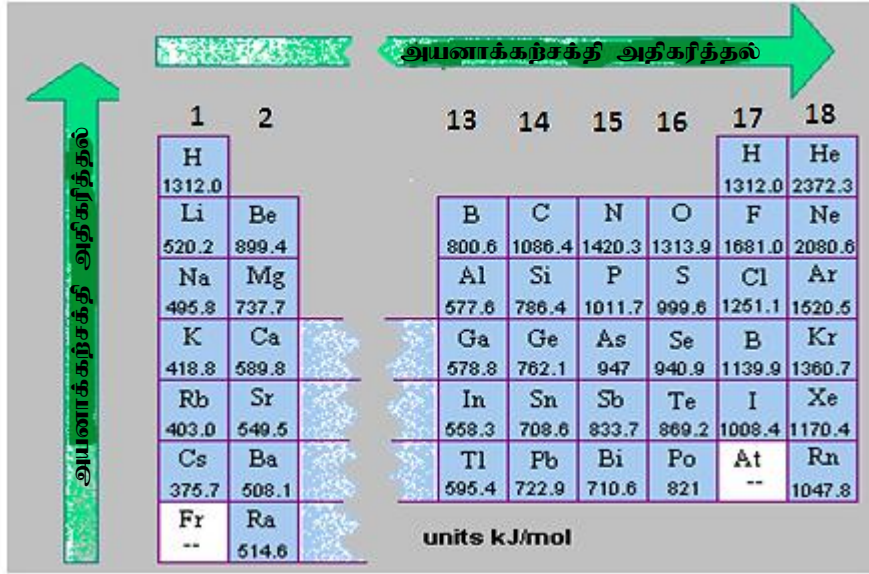 அயனாக்கற்சக்தி அதிகரித்தல்
அயனாக்கற்சக்தி அதிகரித்தல்
1 2 13 14 15 16 17 18
H H He
1312.0 1312.0 2372.3
Li Be B C N O F Ne
520.2 899.4 800.6 1086.4 1420.3 1313.9 1681.0 2080.6
Na Mg Al Si P S Cl Ar
495.8 737.7 577.6 786.4 1011.7 999.6 1251.1 1520.5
K Ca Ga Ge As Se B Kr
418.8 589.8 578.8 762.1 947 940.9 1139.9 1360.7
Rb Sr In Sn Sb Te I Xe
403.0 549.5 558.3 708.6 833.7 869.2 1008.4 1170.4
Cs Ba Tl Pb Bi Po At Rn
375.7 508.1 595.4 722.9 710.6 821 -- 1047.8
Fr Ra
-- 514.6
units kJ/mol